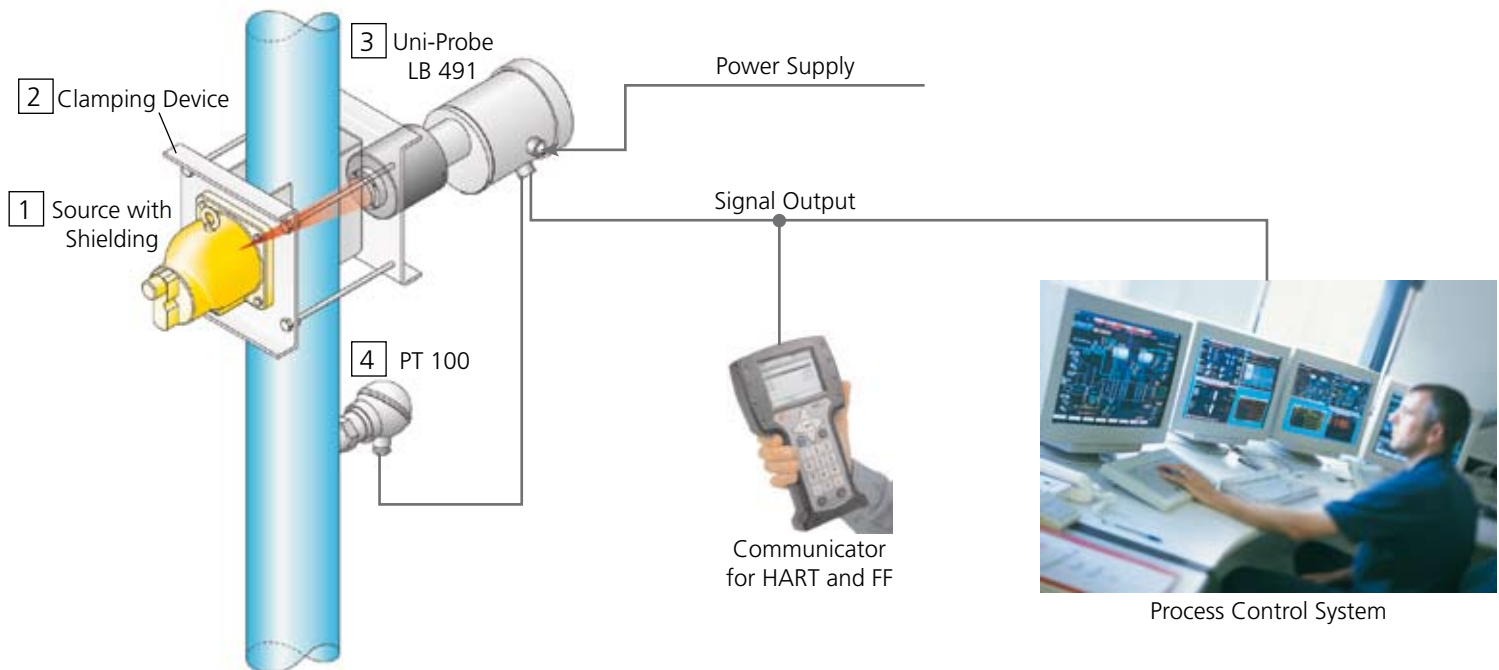 3 Uni-Probe
LB 491
Power Supply
2 Clamping Device
1 Source with
Shielding
Signal Output
4 PT 100
Communicator
for HART and FF
Process Control System